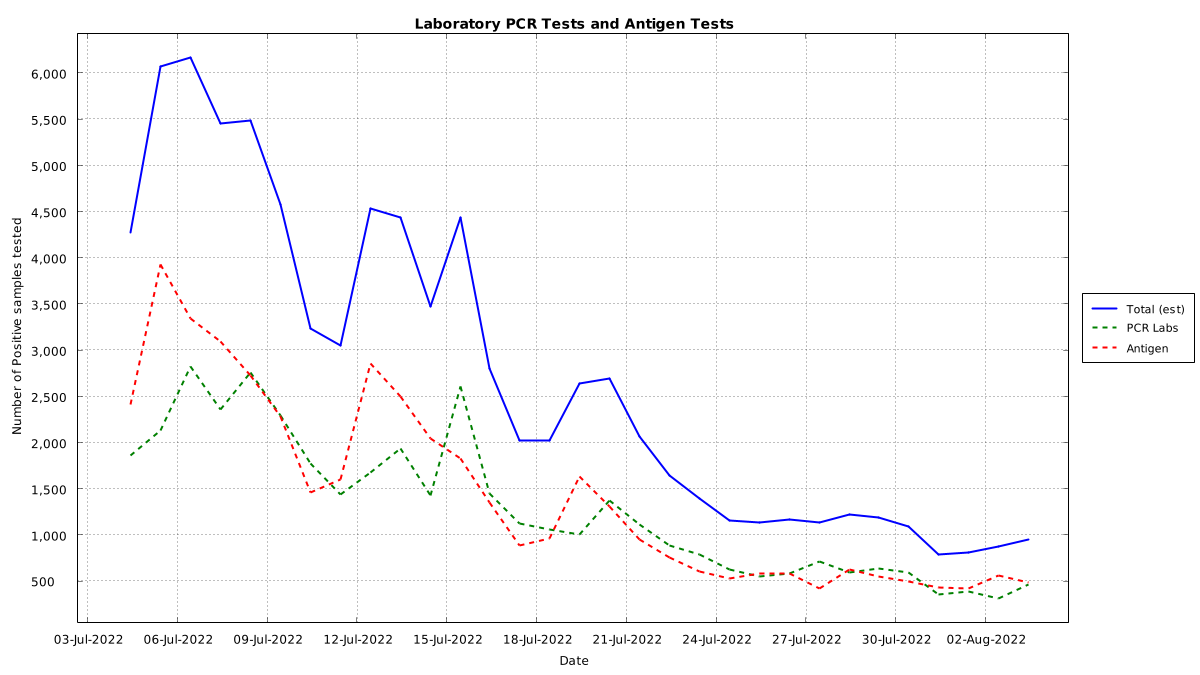 Laboratory PCR Tests and Antigen Tests
6,000
5,500
5,000
4,500
4,000
3,500
3,000
2,500
2,000
1,500
1,000
500
Number of Positive samples tested
03-Jul-2022
06-Jul-2022
09-Jul-2022
12-Jul-2022
15-Jul-2022
18-Jul-2022
21-Jul-2022
24-Jul-2022
27-Jul-2022
30-Jul-2022
02-Aug-2022
Date
Total (est)
PCR Labs
Antigen